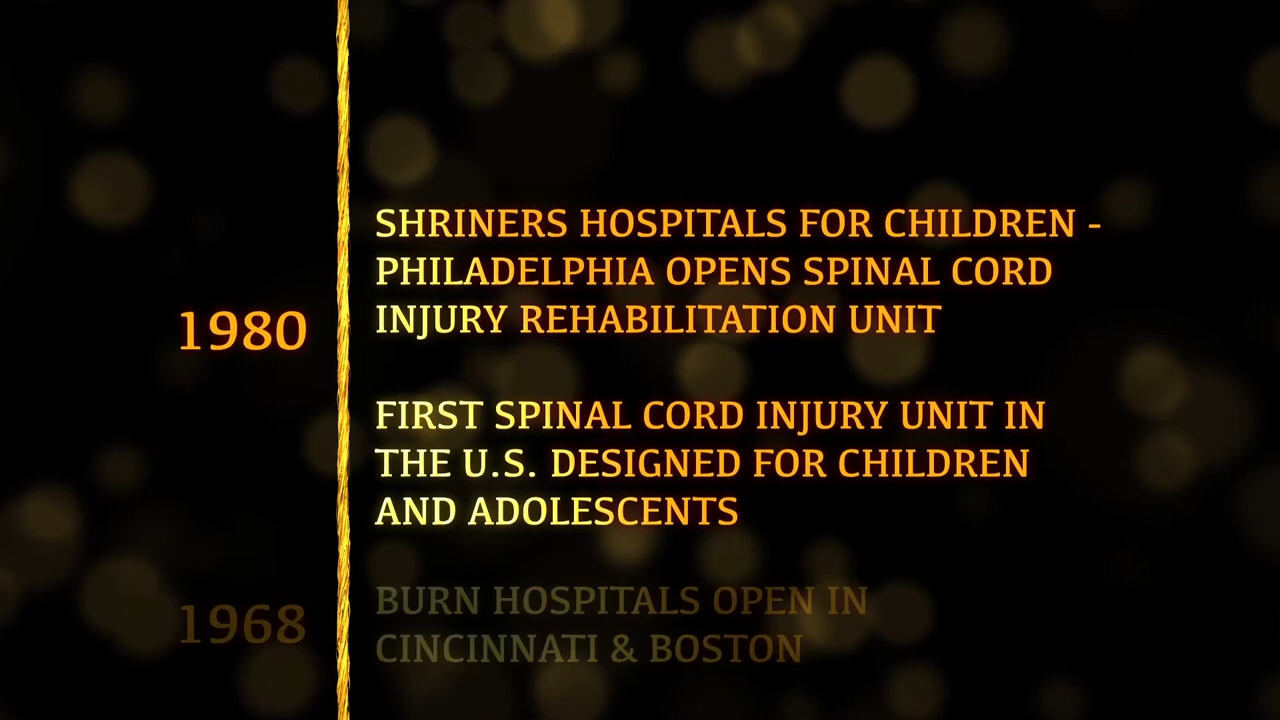 1980
SHRINERS HOSPITALS FOR CHILDREN -
PHILADELPHIA OPENS SPINAL CORD
INJURY REHABILITATION UNIT
FIRST SPINAL CORD INJURY UNIT IN
THE U.S. DESIGNED FOR CHILDREN
AND ADOLESCENTS
1968
BURN HOSPITALS OPEN IN
CINCINNATI & BOSTON